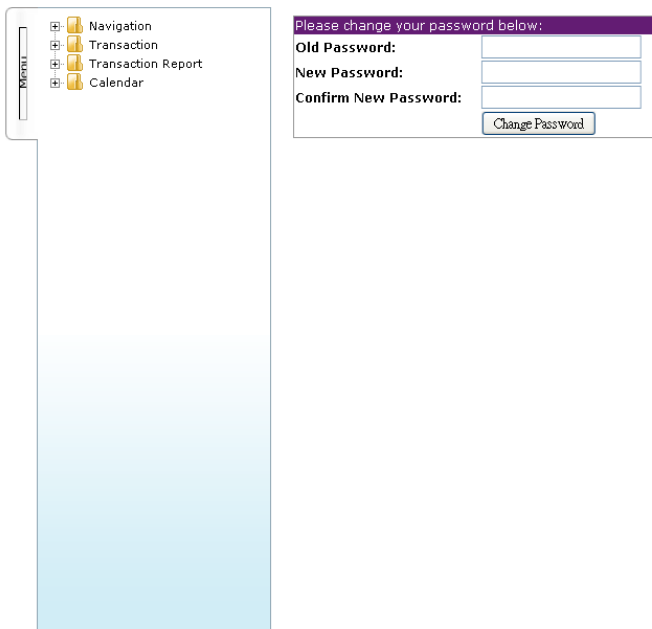 Menu
Navigation
Transaction
Transaction Report
Calendar
Please change your password below:
Old Password:
New Password:
Confirm New Password:
Change Password